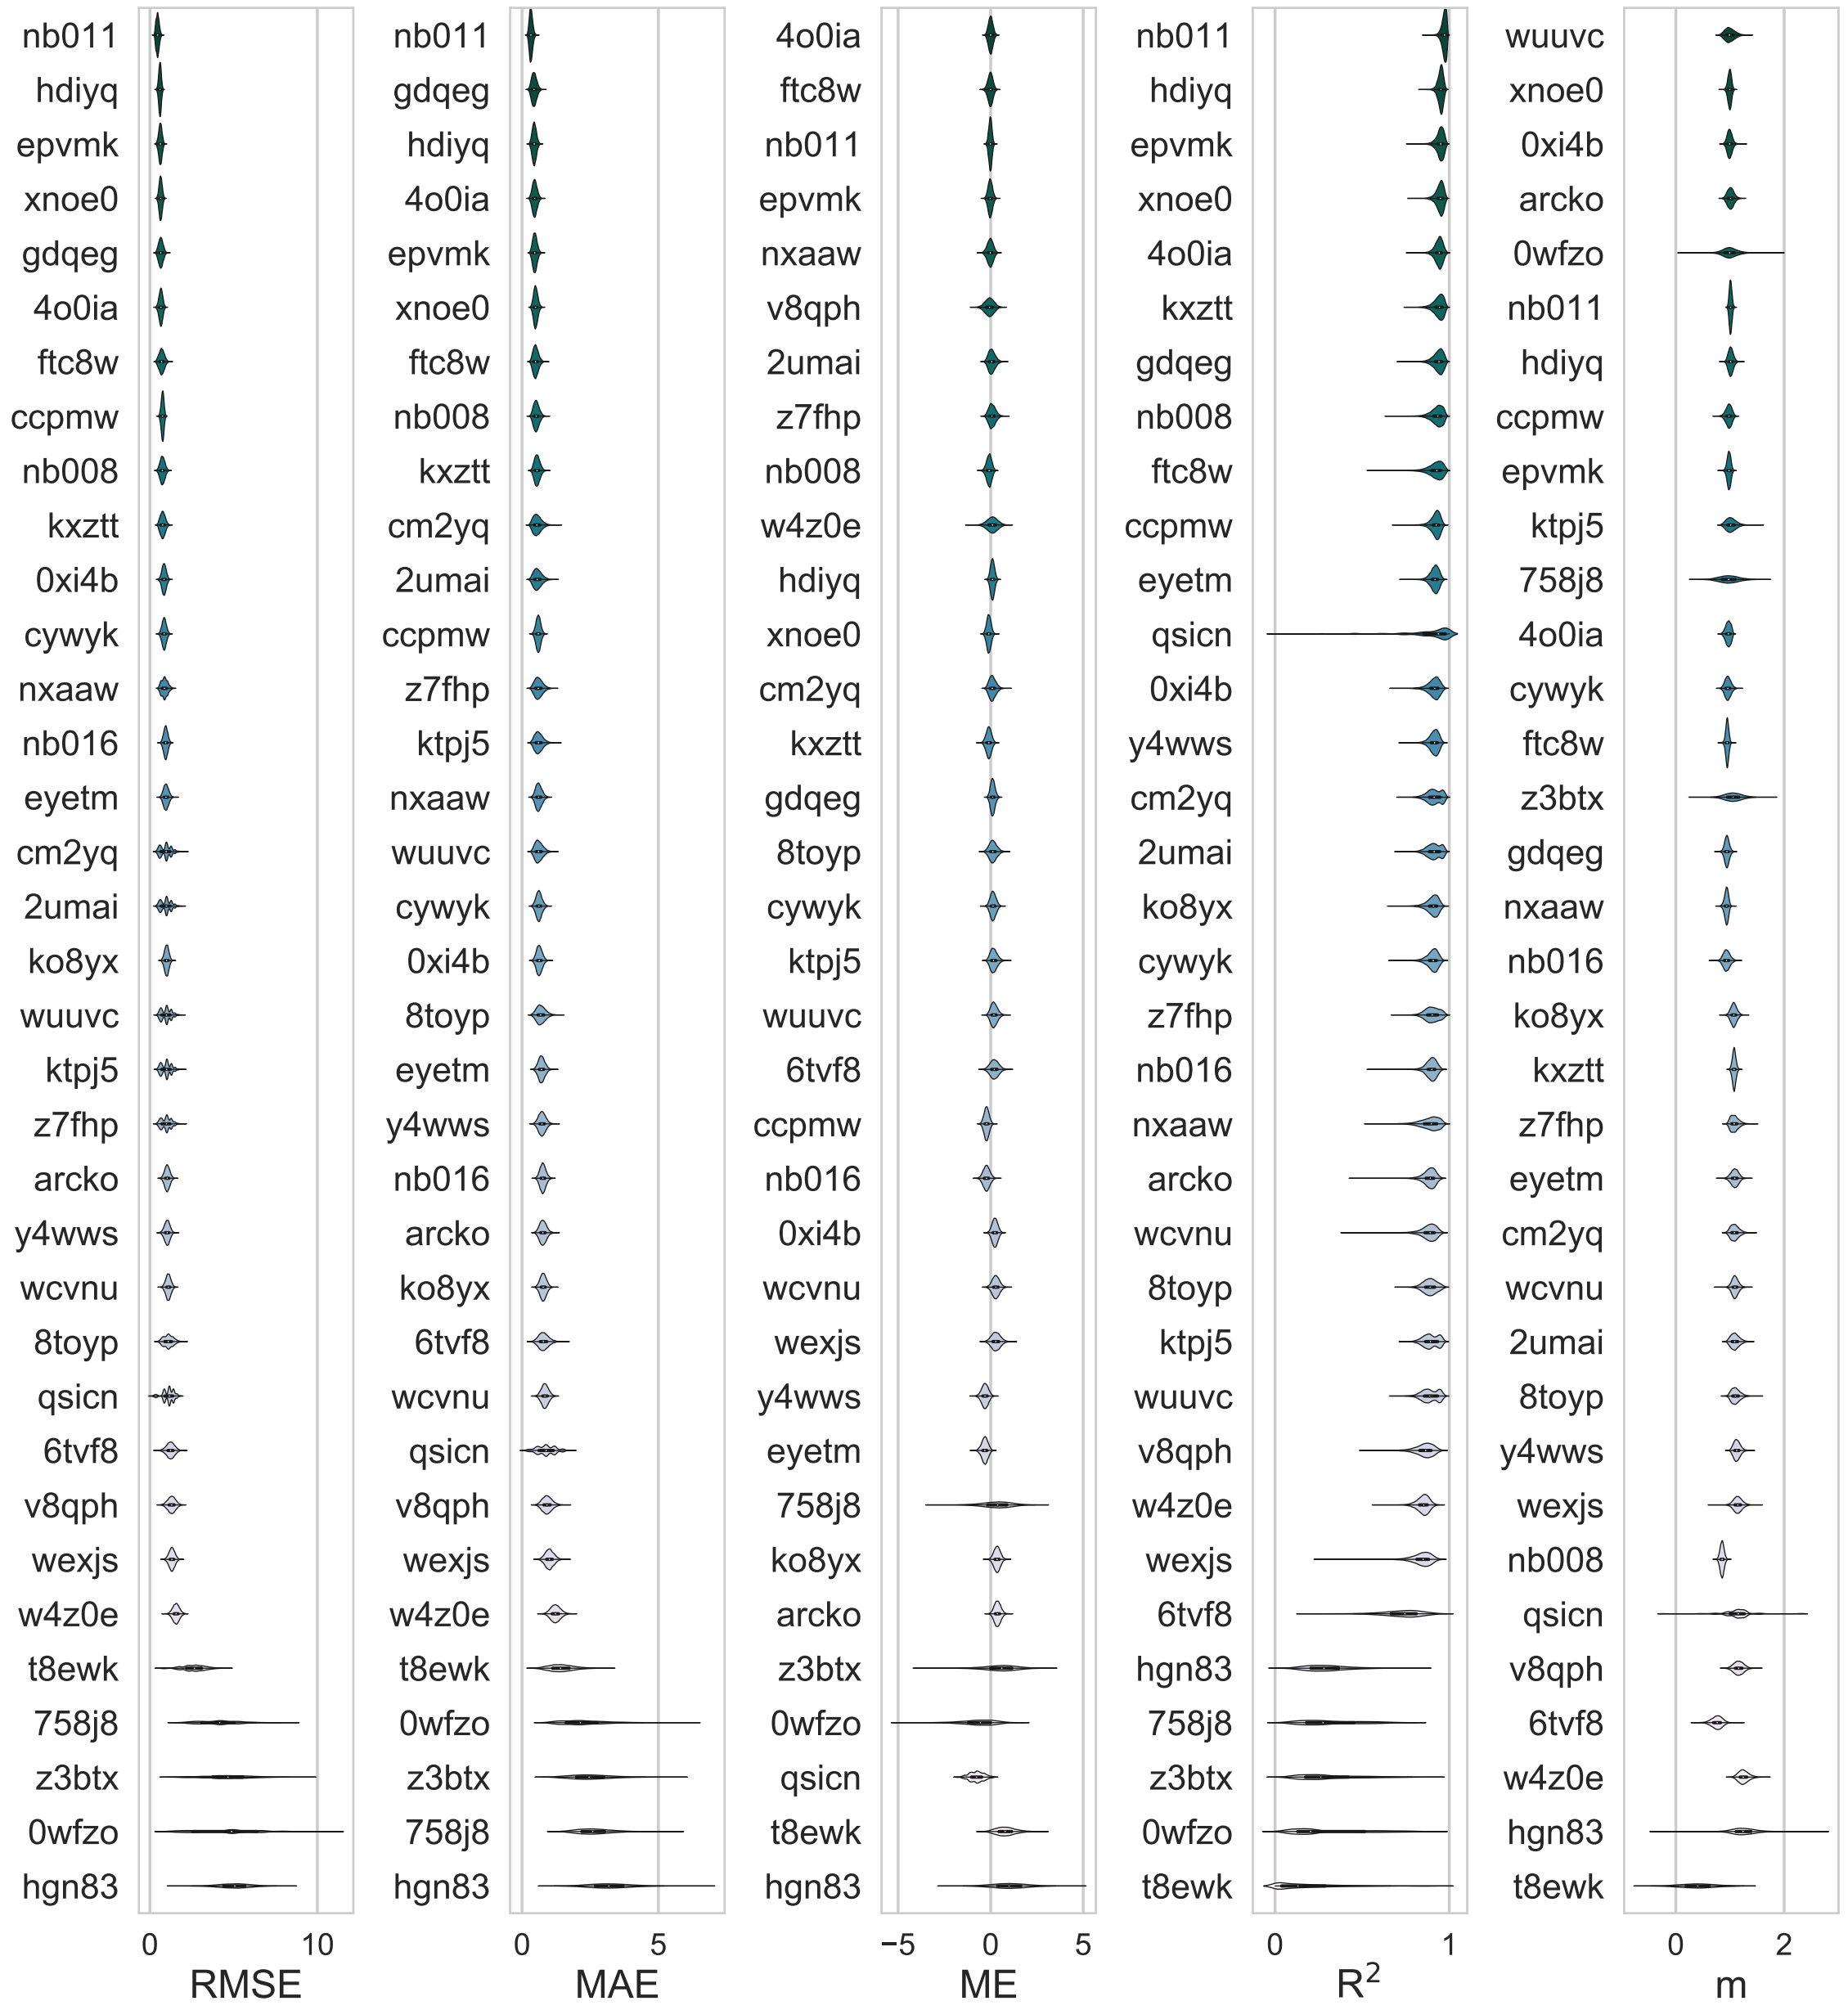 nb011 nb011 4o0ia nb011 wuuvc
hdiyq gdqeg ftc8w hdiyq xnoe0
epvmk hdiyq nb011 epvmk 0xi4b
xnoe0 4o0ia epvmk xnoe0 arcko
gdqeg epvmk nxaaw 4o0ia 0wfzo
4o0ia xnoe0 v8qph kxztt nb011
ftc8w ftc8w 2umai gdqeg hdiyq
ccpmw nb008 z7fhp nb008 ccpmw
nb008 kxztt nb008 ftc8w epvmk
kxztt cm2yq w4z0e ccpmw ktpj5
0xi4b 2umai hdiyq eyetm 758j8
cywyk ccpmw xnoe0 qsicn 4o0ia
nxaaw z7fhp cm2yq 0xi4b cywyk
nb016 ktpj5 kxztt y4wws ftc8w
eyetm nxaaw gdqeg cm2yq z3btx
cm2yq wuuvc 8toyp 2umai gdqeg
2umai cywyk cywyk ko8yx nxaaw
ko8yx 0xi4b ktpj5 cywyk nb016
wuuvc 8toyp wuuvc z7fhp ko8yx
ktpj5 eyetm 6tvf8 nb016 kxztt
z7fhp y4wws ccpmw nxaaw z7fhp
arcko nb016 nb016 arcko eyetm
y4wws arcko 0xi4b wcvnu cm2yq
wcvnu ko8yx wcvnu 8toyp wcvnu
8toyp 6tvf8 wexjs ktpj5 2umai
qsicn wcvnu y4wws wuuvc 8toyp
6tvf8 qsicn eyetm v8qph y4wws
v8qph v8qph 758j8 w4z0e wexjs
wexjs wexjs ko8yx wexjs nb008
w4z0e w4z0e arcko 6tvf8 qsicn
t8ewk t8ewk z3btx hgn83 v8qph
758j8 0wfzo 0wfzo 758j8 6tvf8
z3btx z3btx qsicn z3btx w4z0e
0wfzo 758j8 t8ewk 0wfzo hgn83
hgn83 hgn83 hgn83 t8ewk t8ewk
0 10 0 5 −5 0 5 0 1 0 2
RMSE MAE ME R² m